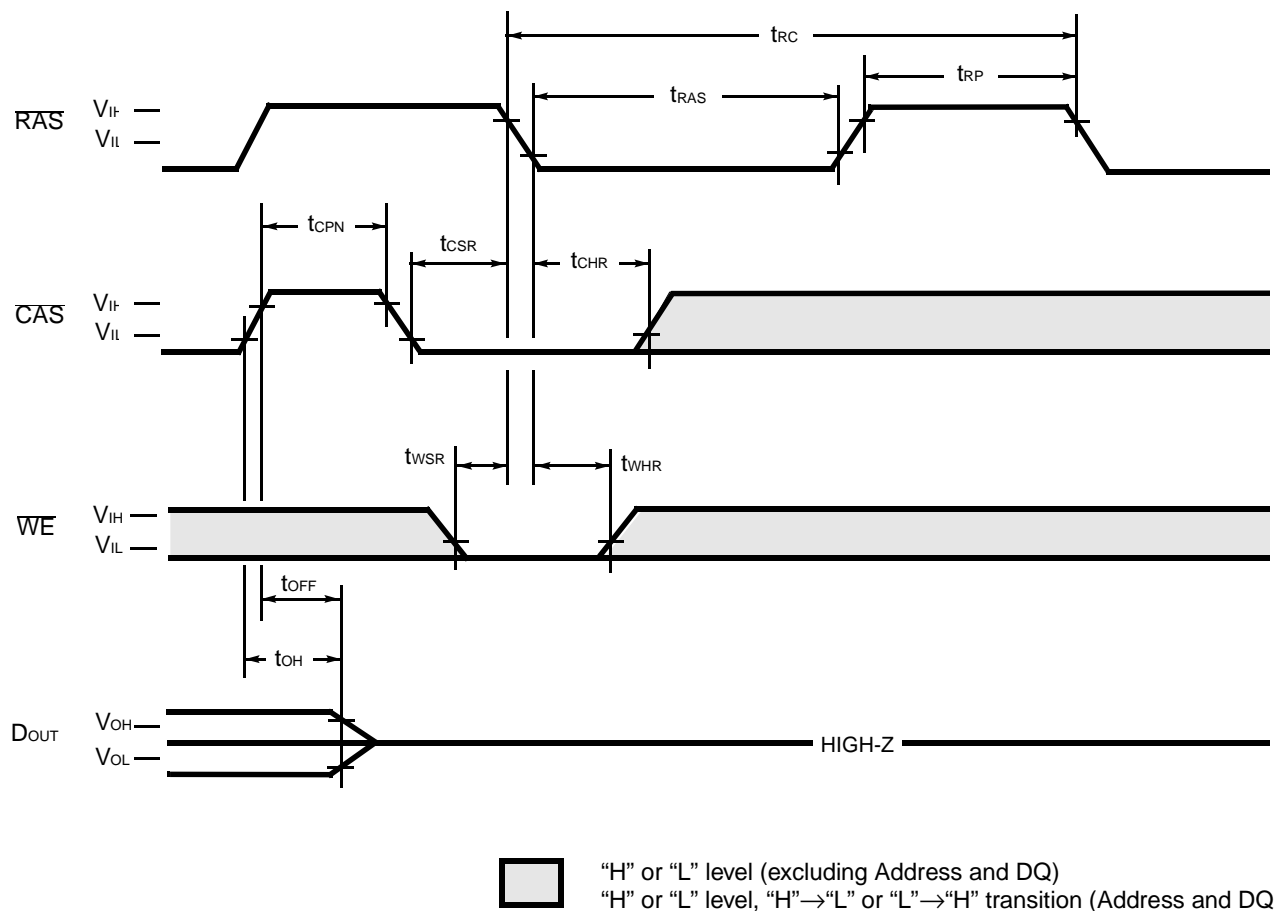 tRC
tRP
tRAS
RAS
VIH
VIL
tCPN
tCSR
tCHR
CAS
VIH
VIL
tWSR
tWHR
WE
VIH
VIL
tOFF
tOH
DOUT
VOH
VOL
HIGH-Z
“H” or “L” level (excluding Address and DQ)
“H” or “L” level, “H”→“L” or “L”→“H” transition (Address and DQ